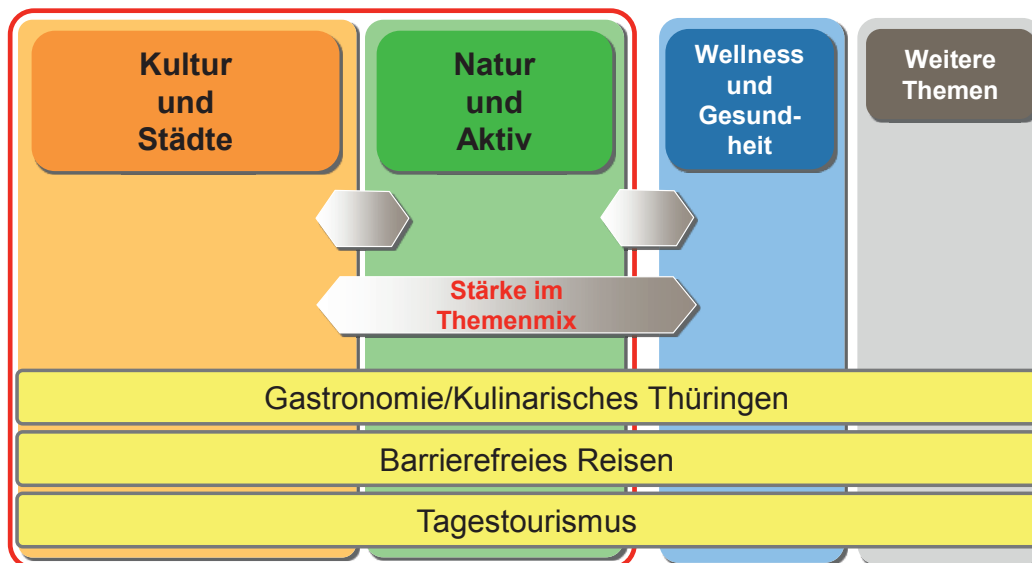 Kultur
und
Städte
Natur
und
Aktiv
Wellness
und
Gesund-
heit
Weitere
Themen
Stärke im
Themenmix
Gastronomie/Kulinarisches Thüringen
Barrierefreies Reisen
Tagestourismus